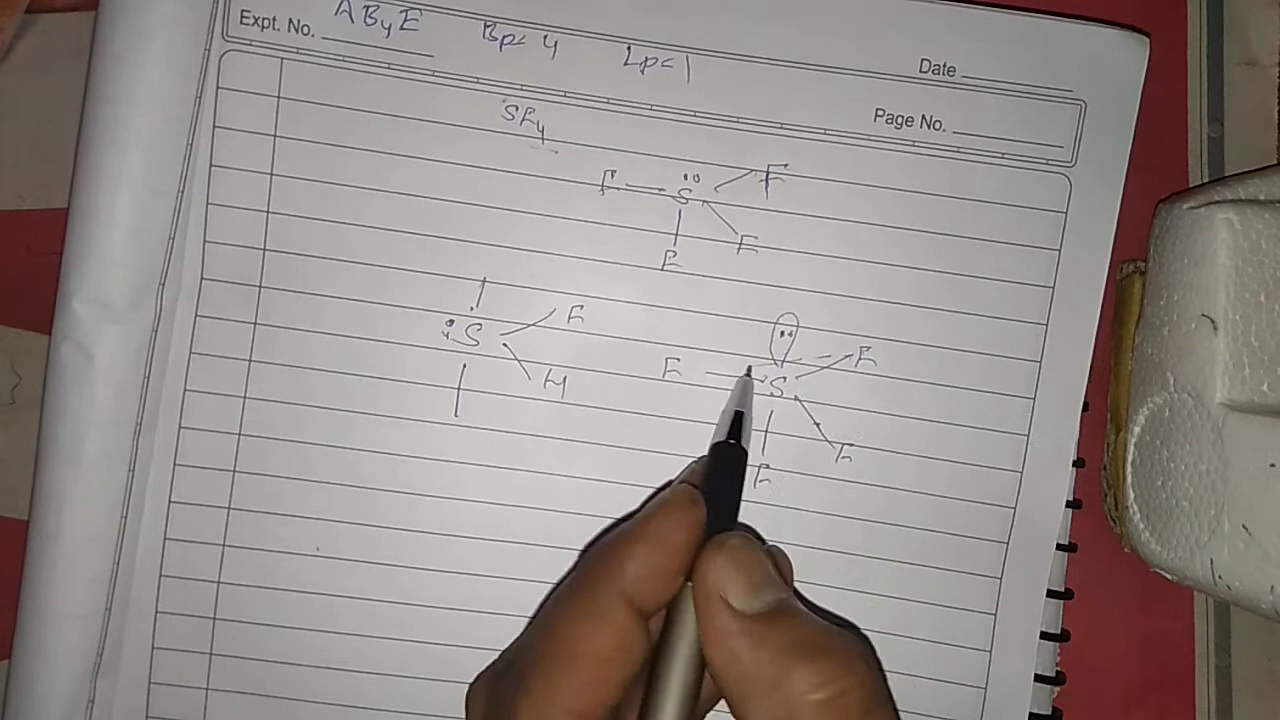 AB4E Bp=4 Lp=1
Expt. No.
Date
Page No.
SF4
F S F
F F
S F
H
F S F
F
F